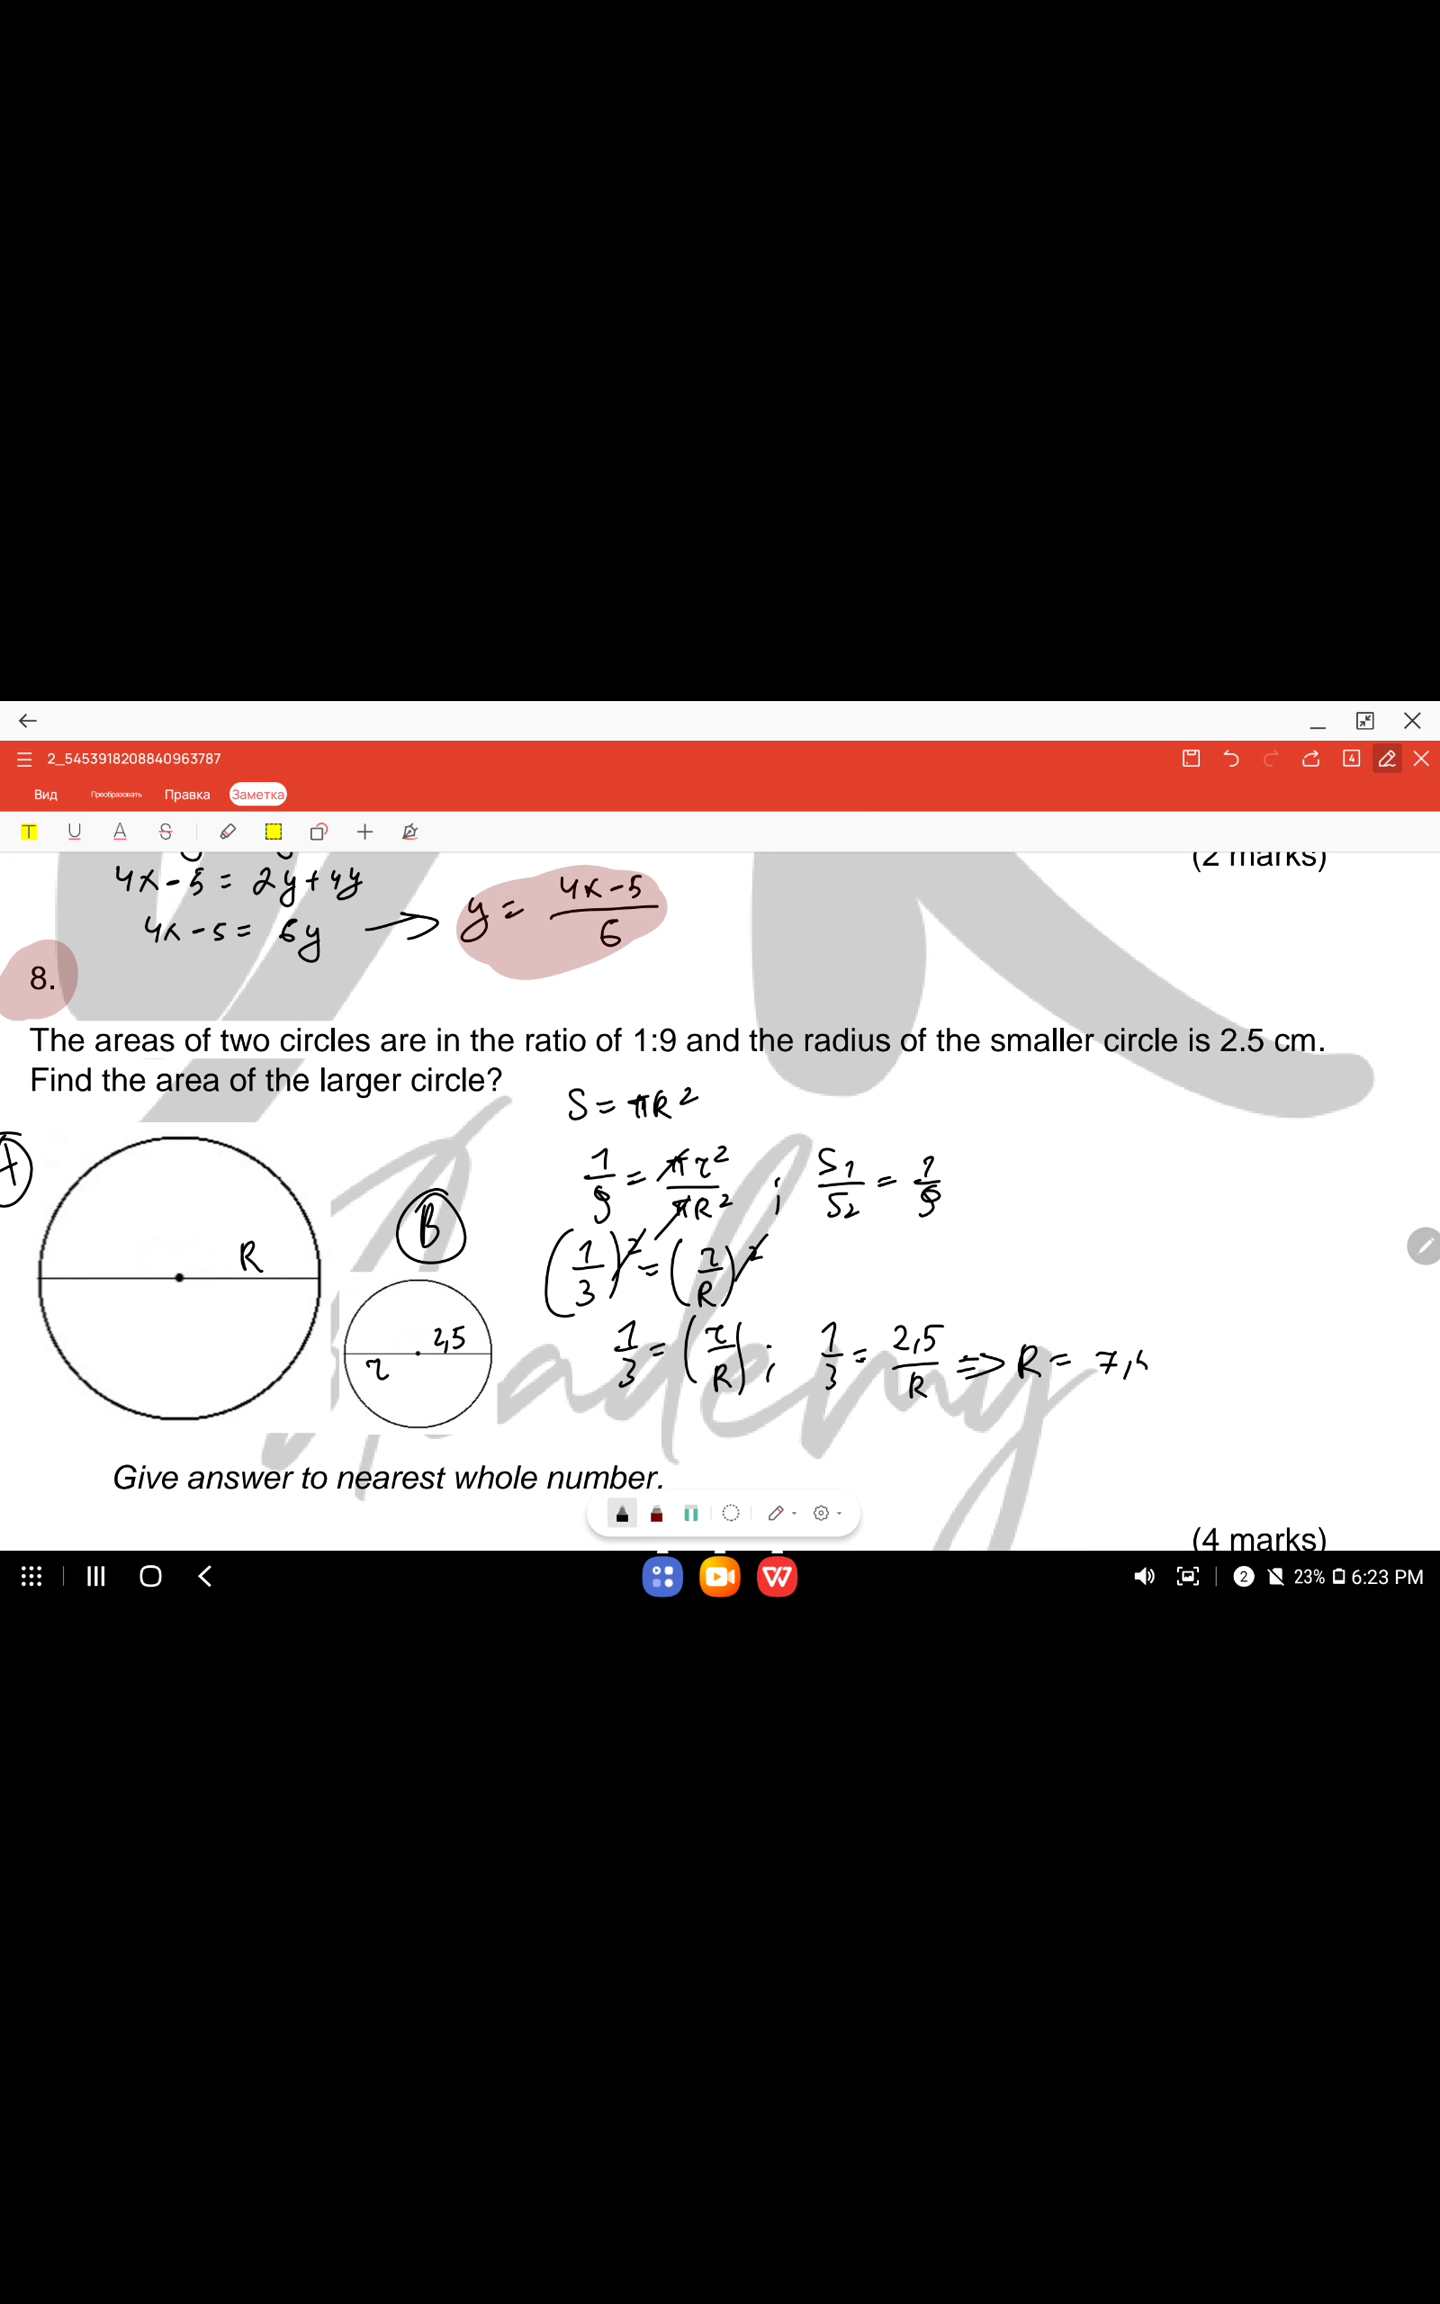 2_5453918208840963787
4
Вид Преобразовать Правка Заметка
T U A S
(2 marks)
4x-5 = 2y+4y
4x-5 = 6y → y = 4x-5/6
8.
The areas of two circles are in the ratio of 1:9 and the radius of the smaller circle is 2.5 cm.
Find the area of the larger circle?
S = πR²
1/9 = πr²/πR² ; S1/S2 = 1/9
A
B
R
(1/3)² = (r/R)²
2,5
r
1/3 = (r/R) ; 1/3 = 2,5/R => R = 7,
ademy
Give answer to nearest whole number.
(4 marks)
2 23% 6:23 PM